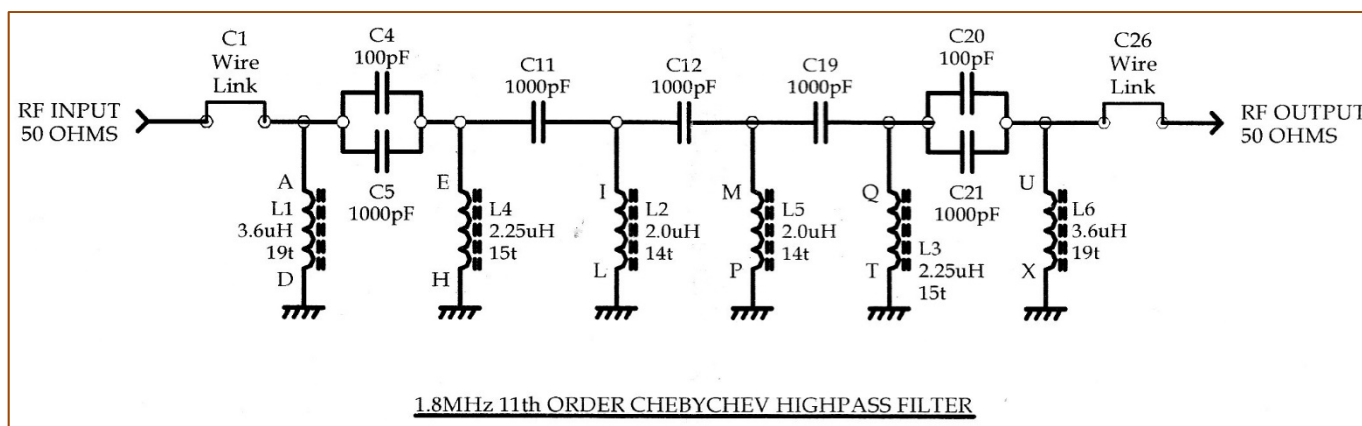 C1
Wire
Link
C4
100pF
C11
1000pF
C12
1000pF
C19
1000pF
C20
100pF
C26
Wire
Link
RF INPUT
50 OHMS
RF OUTPUT
50 OHMS
C5
1000pF
C21
1000pF
A
L1
3.6uH
19t
D
E
L4
2.25uH
15t
H
I
L2
2.0uH
14t
L
M
L5
2.0uH
14t
P
Q
L3
2.25uH
15t
T
U
L6
3.6uH
19t
X
1.8MHz 11th ORDER CHEBYCHEV HIGHPASS FILTER